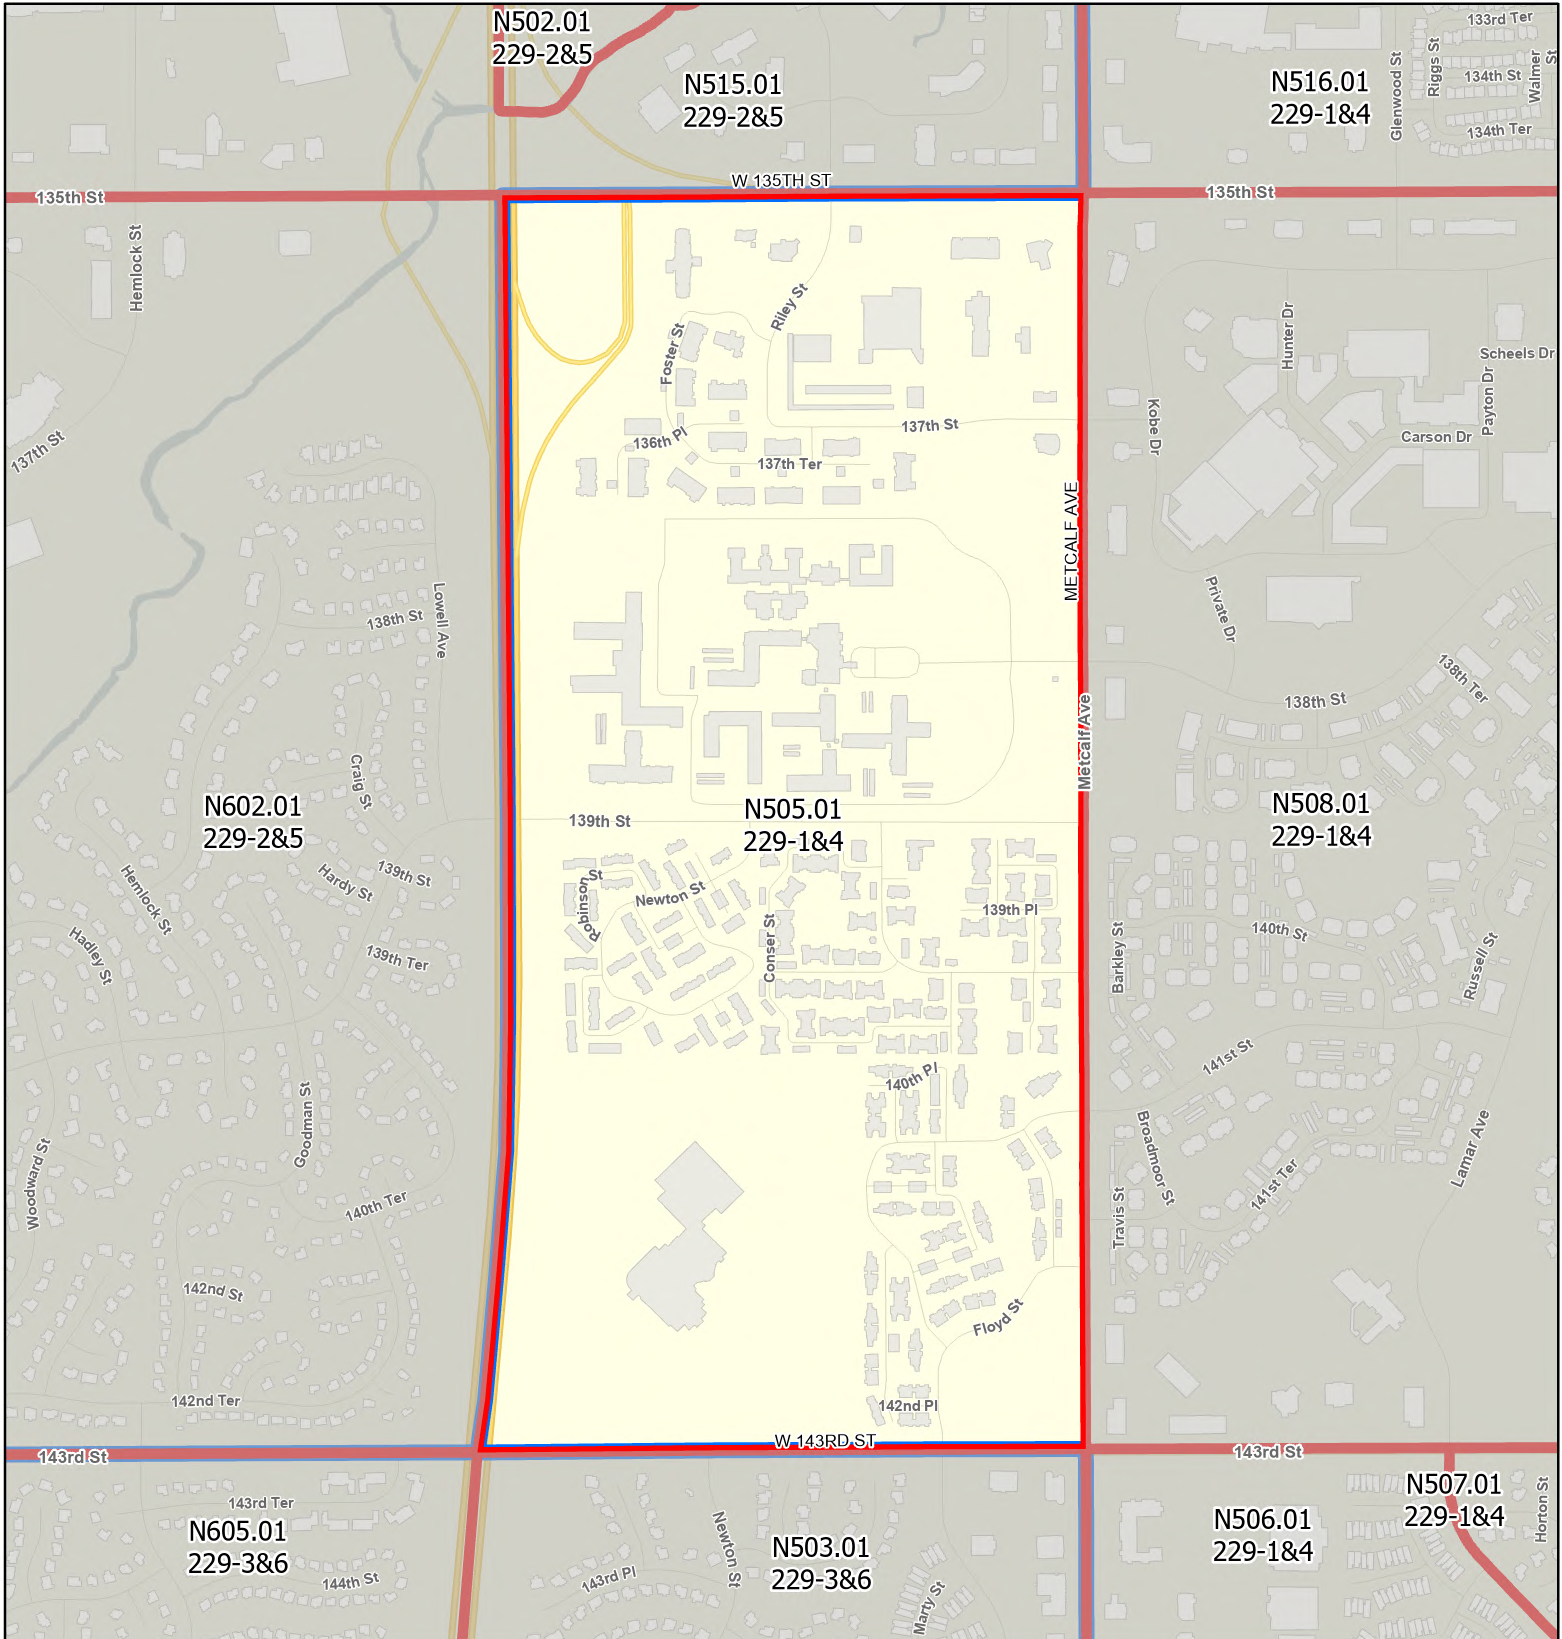 N502.01
229-2&5
N515.01
229-2&5
N516.01
229-1&4
133rd Ter
134th St
134th Ter
Glenwood St
Riggs St
Walmer
St
135th St
W 135TH ST
135th St
Hemlock St
137th St
Foster St
Riley St
136th Pl
137th St
137th Ter
METCALF AVE
Metcalf Ave
Kobe Dr
Hunter Dr
Scheels Dr
Payton Dr
Carson Dr
Private Dr
138th St
138th Ter
138th St
Lowell Ave
Craig St
N602.01
229-2&5
139th St
N505.01
229-1&4
N508.01
229-1&4
139th St
Hardy St
Hemlock St
Hadley St
139th Ter
Robinson St
Newton St
Conser St
139th Pl
Barkley St
140th St
Russell St
141st St
140th Pl
Goodman St
Woodward St
140th Ter
Broadmoor St
141st Ter
Travis St
Lamar Ave
142nd St
Floyd St
142nd Ter
142nd Pl
143rd St
W 143RD ST
143rd St
143rd Ter
N605.01
229-3&6
144th St
143rd Pl
Newton St
N503.01
229-3&6
Marty St
N506.01
229-1&4
N507.01
229-1&4
Horton St